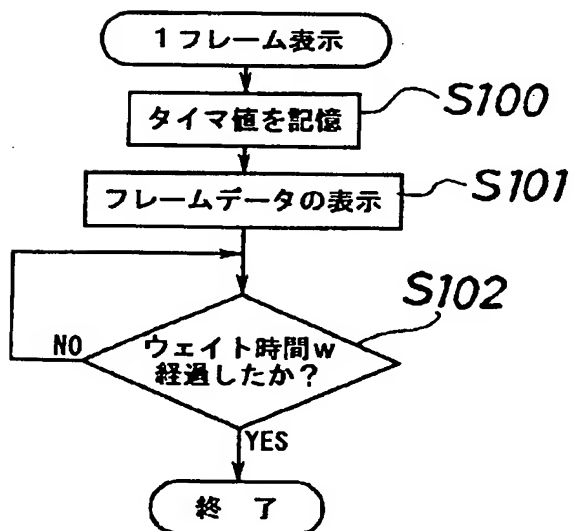 1フレーム表示
タイマ値を記憶
S100
フレームデータの表示
S101
S102
ウェイト時間w
経過したか?
NO
YES
終 了